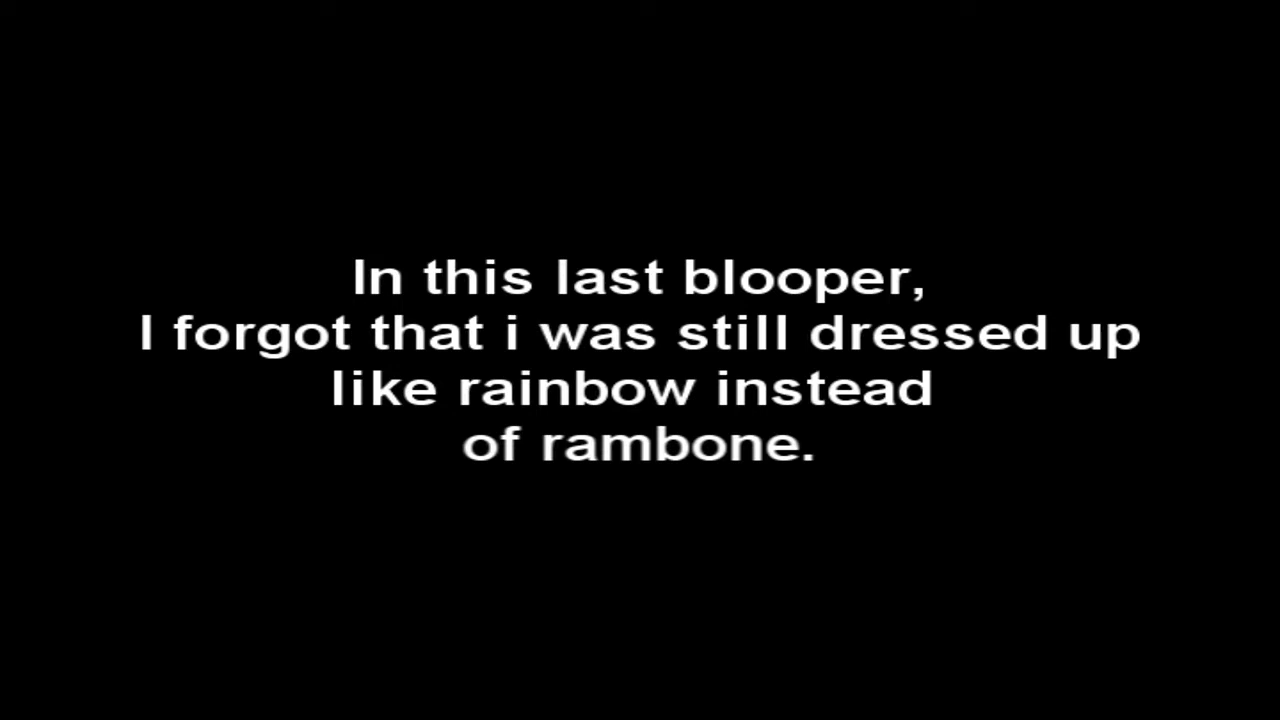 In this last blooper,
I forgot that i was still dressed up
like rainbow instead
of rambone.